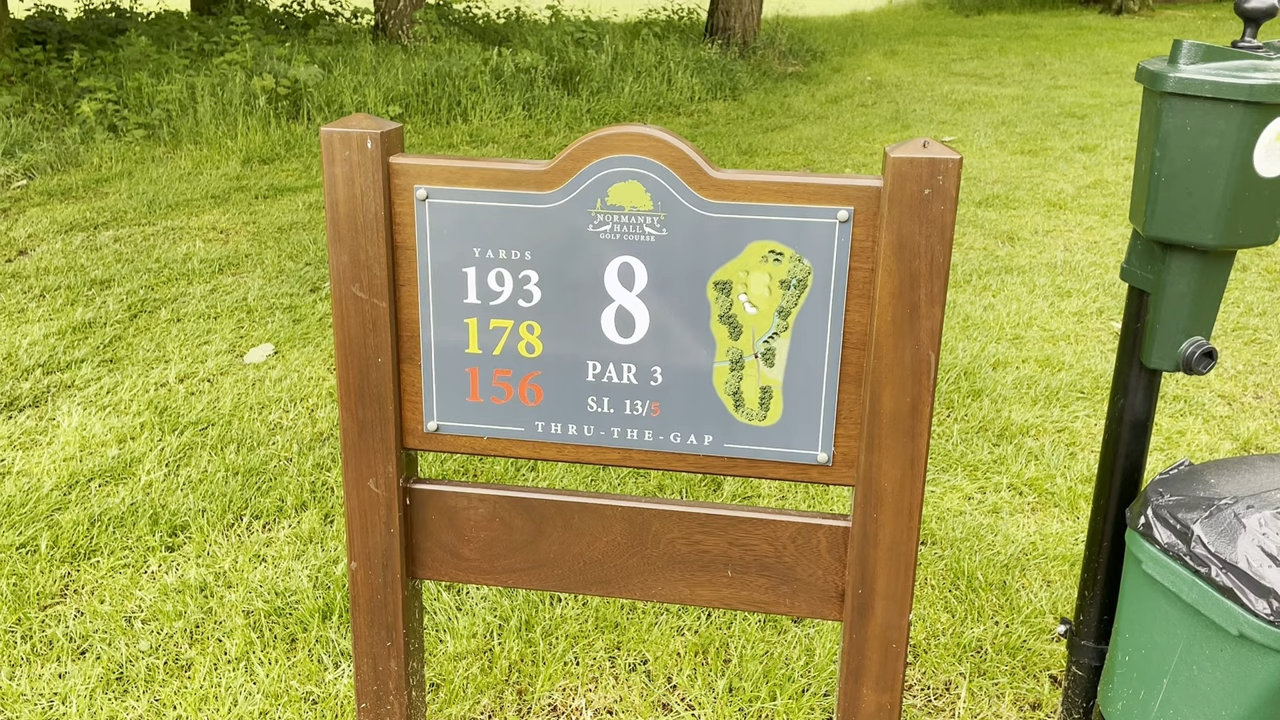 NORMANBY
HALL
GOLF COURSE
YARDS
193
178
156
8
PAR 3
S.I. 13/5
THRU-THE-GAP